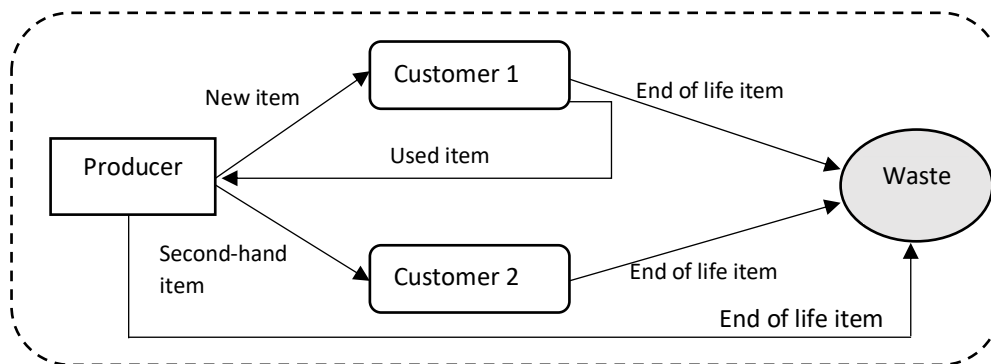 Customer 1
New item
End of life item
Used item
Producer
Waste
Second-hand
item
Customer 2
End of life item
End of life item